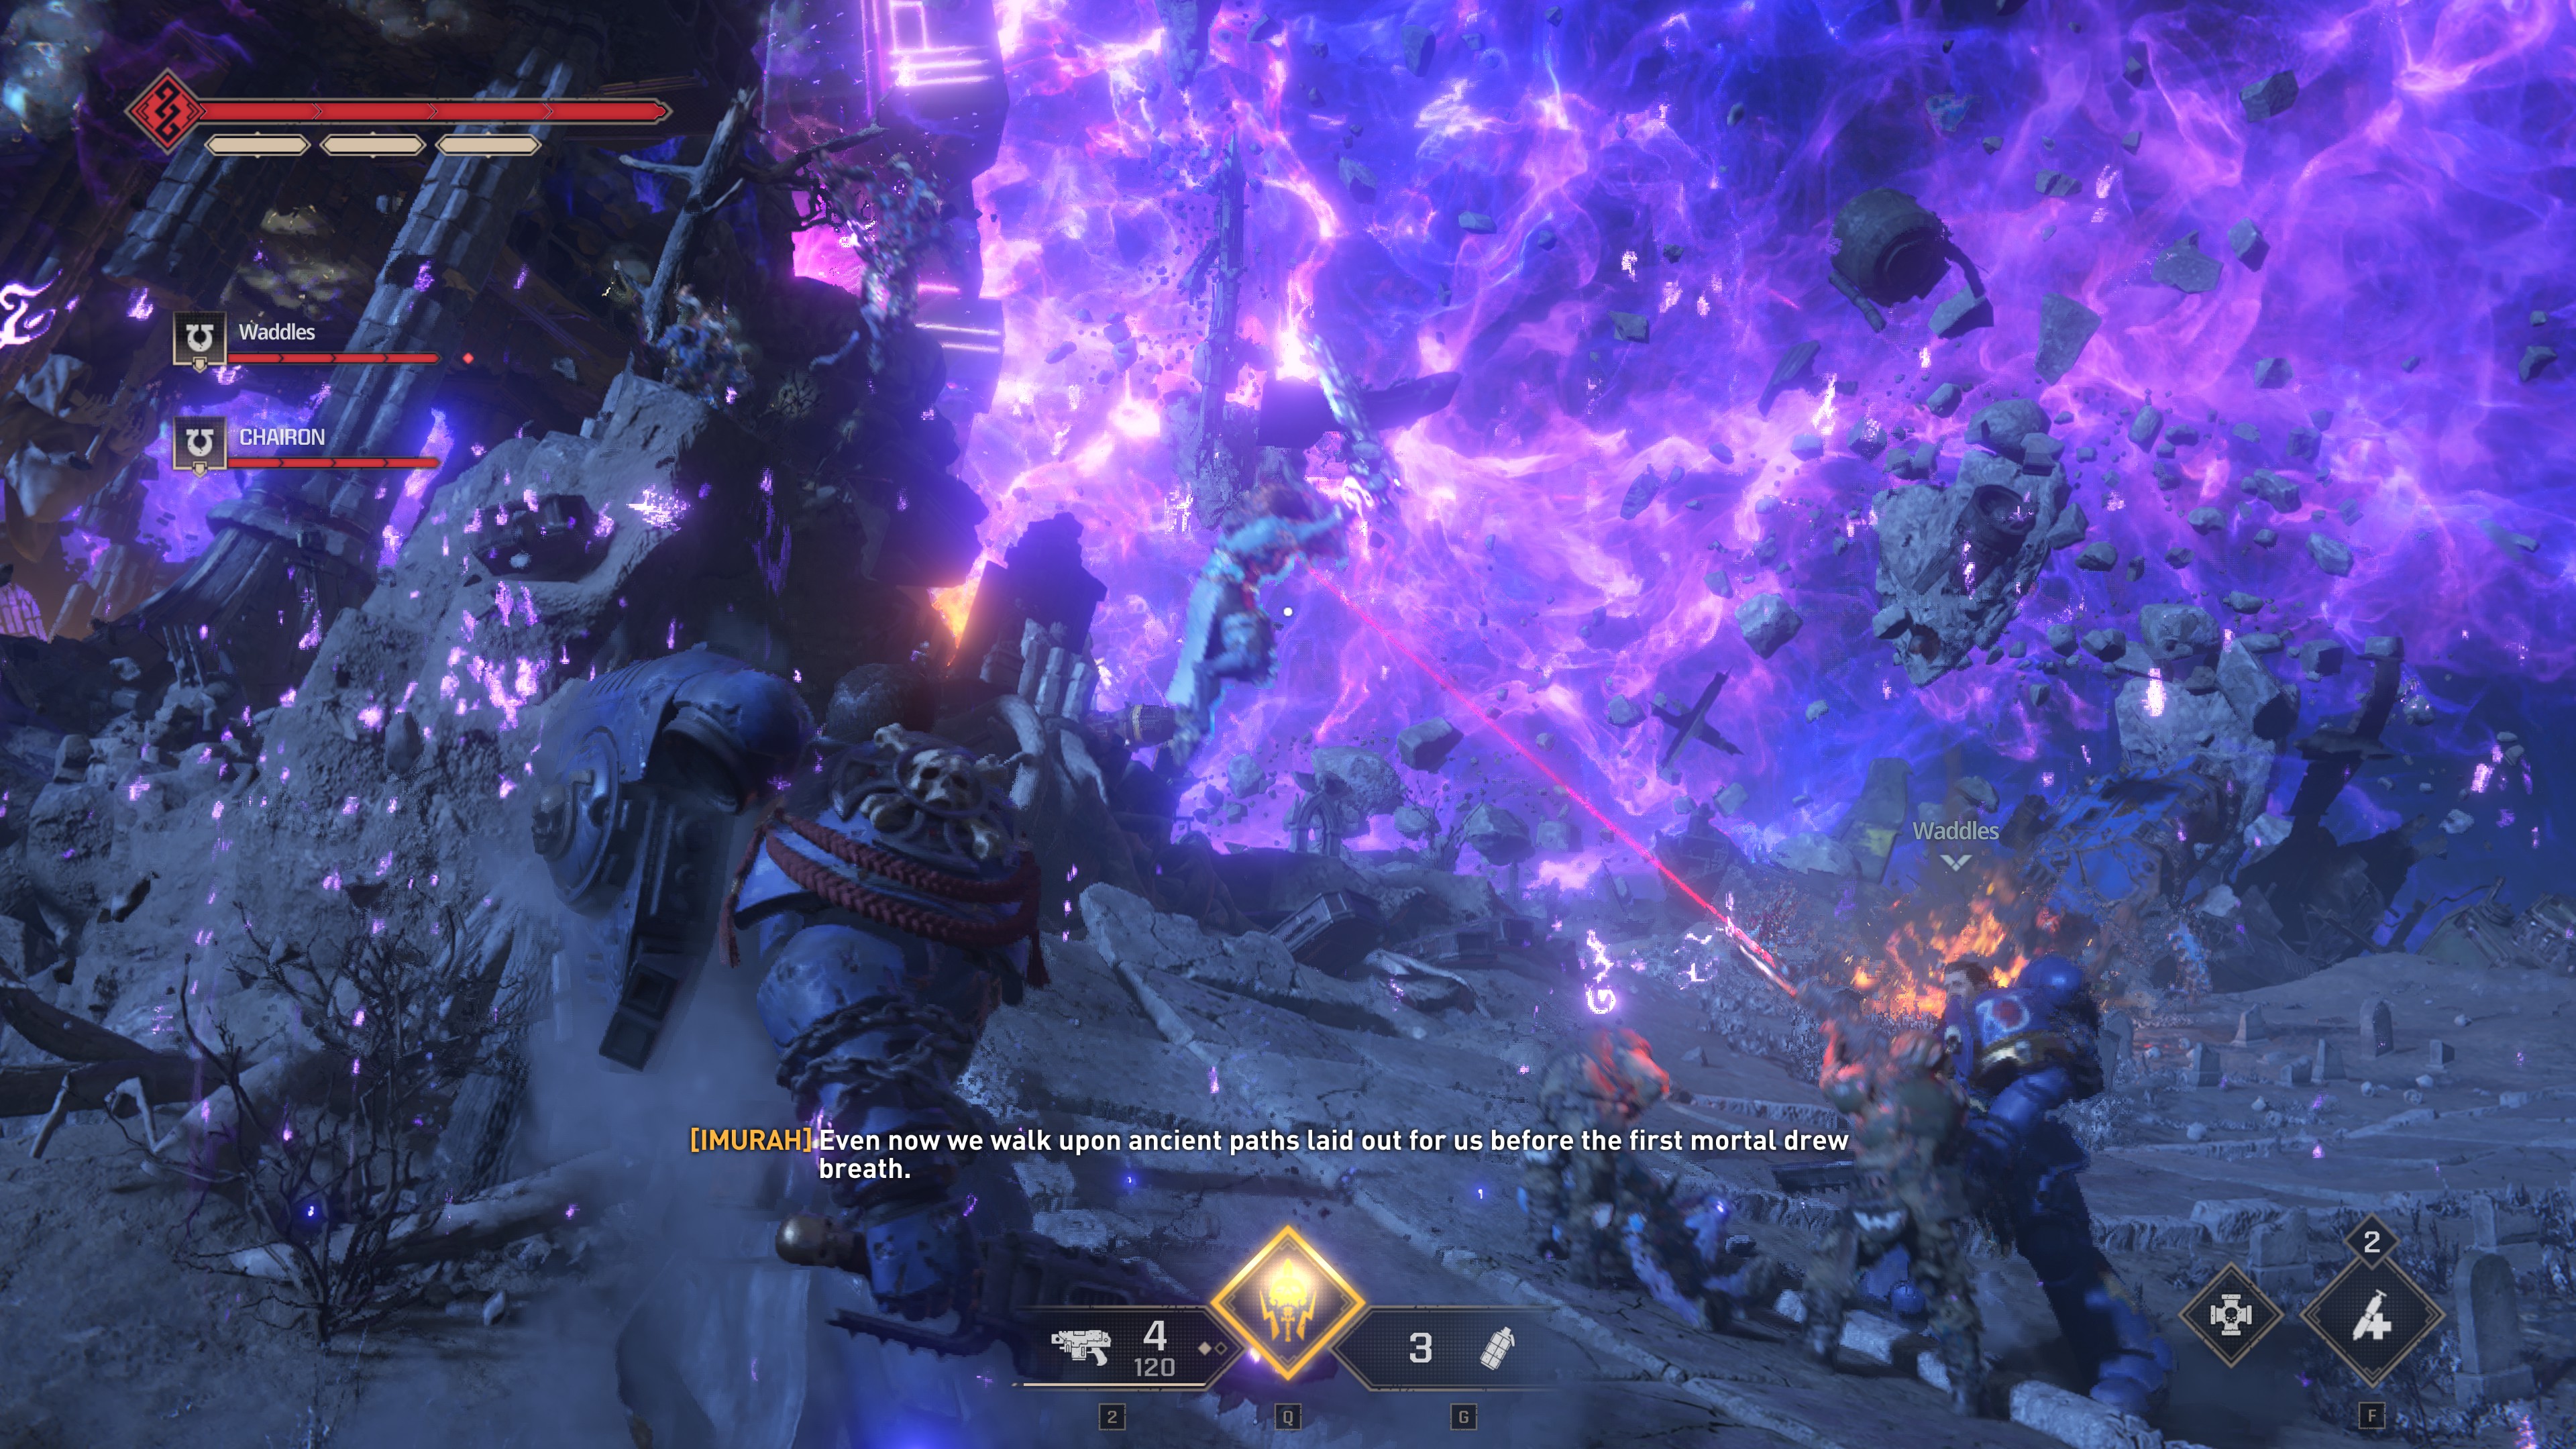 Waddles
CHAIRON
Waddles
[IMURAH] Even now we walk upon ancient paths laid out for us before the first mortal drew
breath.
2
4
120
3
2
Q
G
F